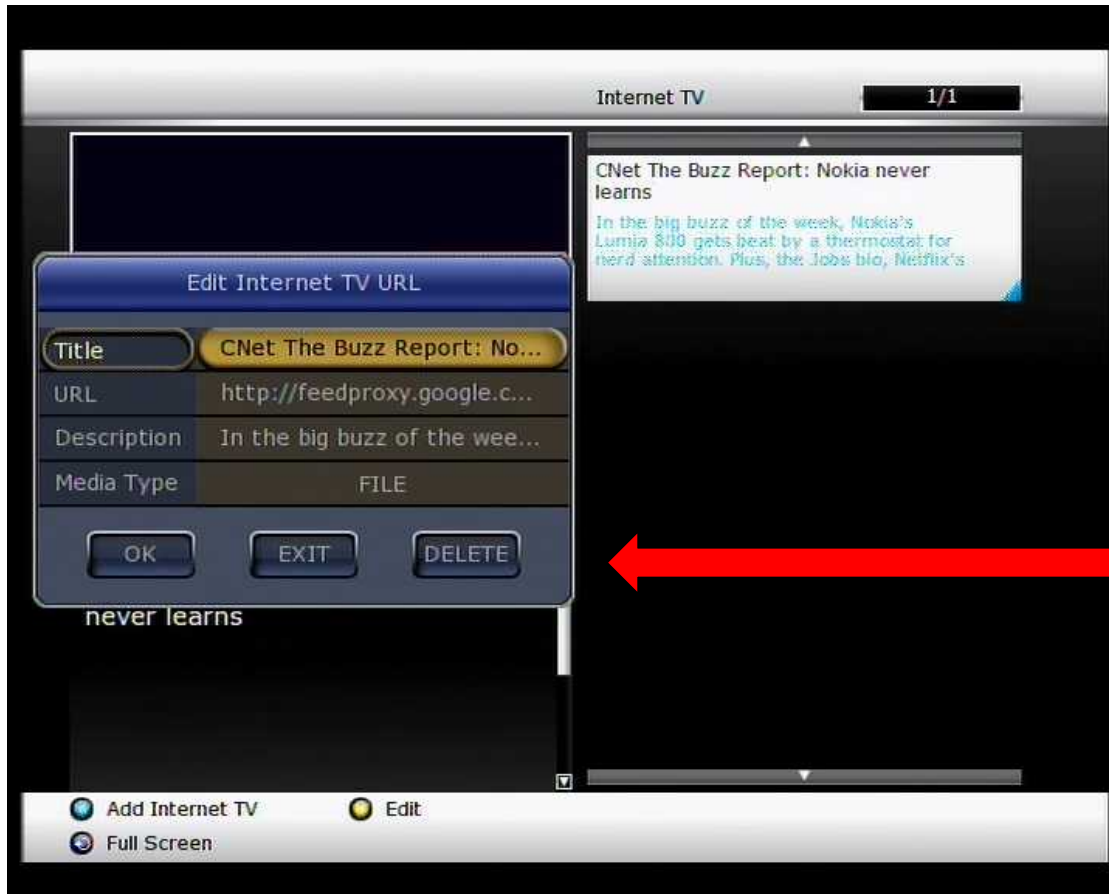 Internet TV
1/1
CNet The Buzz Report: Nokia never
learns
In the big buzz of the week, Nokia's
Lumia 800 gets beat by a thermostat for
nerd attention. Plus, the Jobs bio, Netflix's
Edit Internet TV URL
Title CNet The Buzz Report: No...
URL http://feedproxy.google.c...
Description In the big buzz of the wee...
Media Type FILE
OK EXIT DELETE
never learns
Add Internet TV Edit
Full Screen